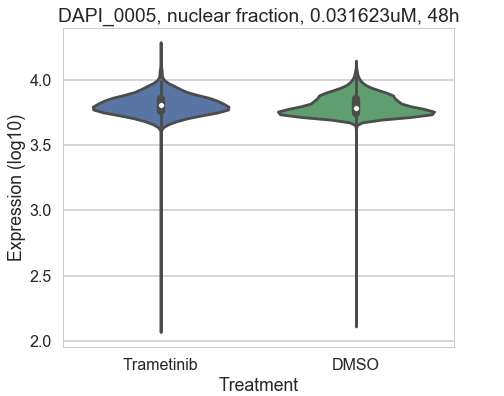 DAPI_0005, nuclear fraction, 0.031623uM, 48h
Expression (log10)
4.0
3.5
3.0
2.5
2.0
Trametinib
DMSO
Treatment